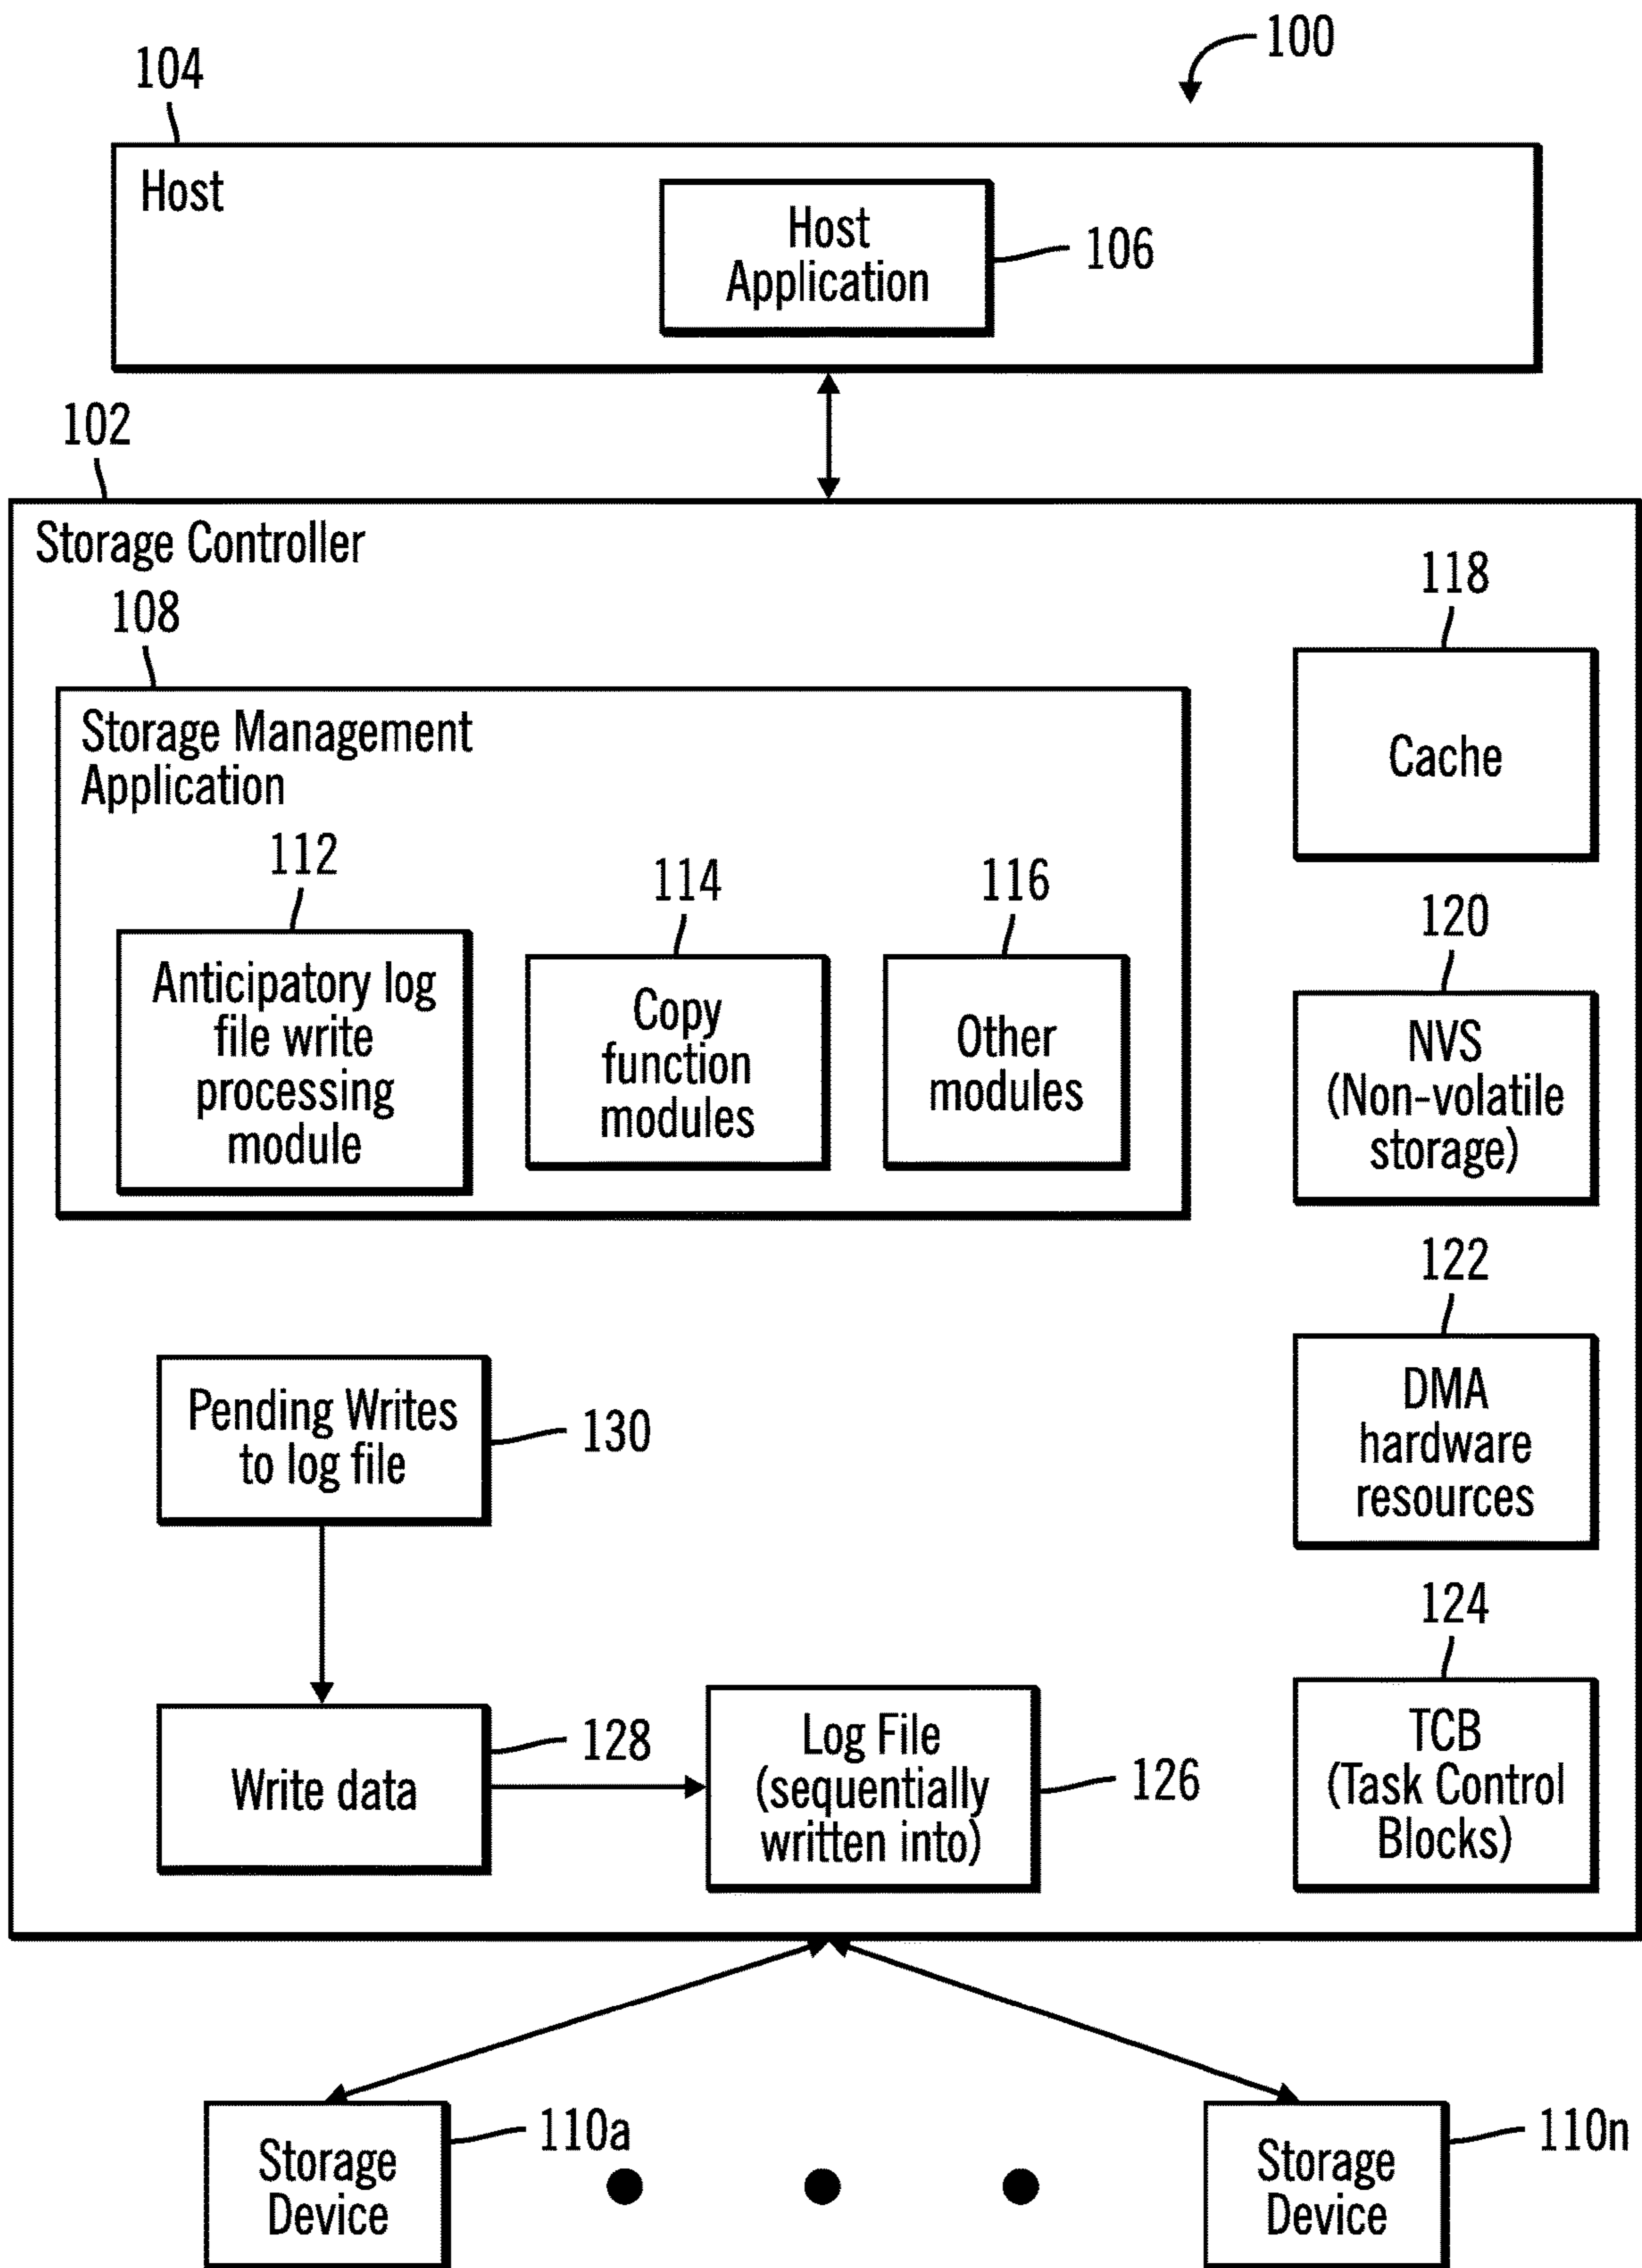 100
104
Host
Host
Application
106
102
Storage Controller
108
118
Storage Management
Application
Cache
112
114
116
120
Anticipatory log
file write
processing
module
Copy
function
modules
Other
modules
NVS
(Non-volatile
storage)
122
Pending Writes
to log file
130
DMA
hardware
resources
124
Write data
128
Log File
(sequentially
written into)
126
TCB
(Task Control
Blocks)
Storage
Device
110a
Storage
Device
110n